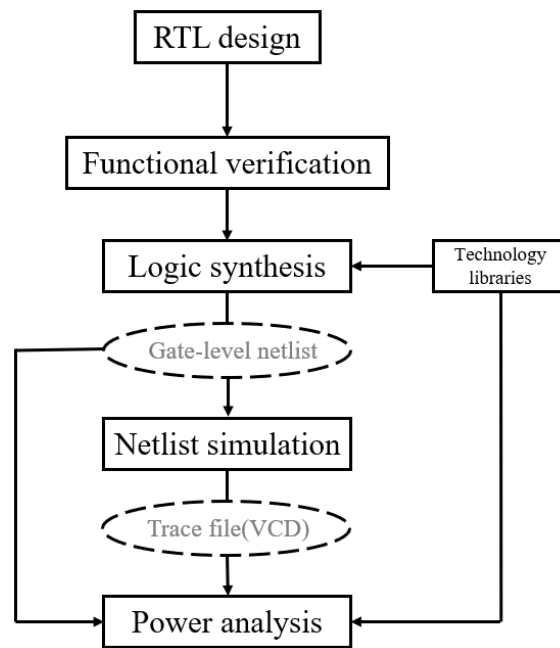 RTL design
Functional verification
Logic synthesis
Technology
libraries
Gate-level netlist
Netlist simulation
Trace file(VCD)
Power analysis